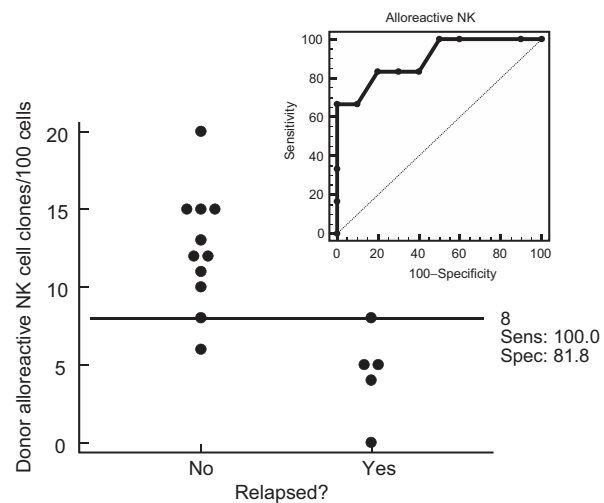 Alloreactive NK
100
80
60
40
20
0
Sensitivity
0 20 40 60 80 100
100–Specificity
Donor alloreactive NK cell clones/100 cells
20
15
10
5
0
8
Sens: 100.0
Spec: 81.8
No Yes
Relapsed?